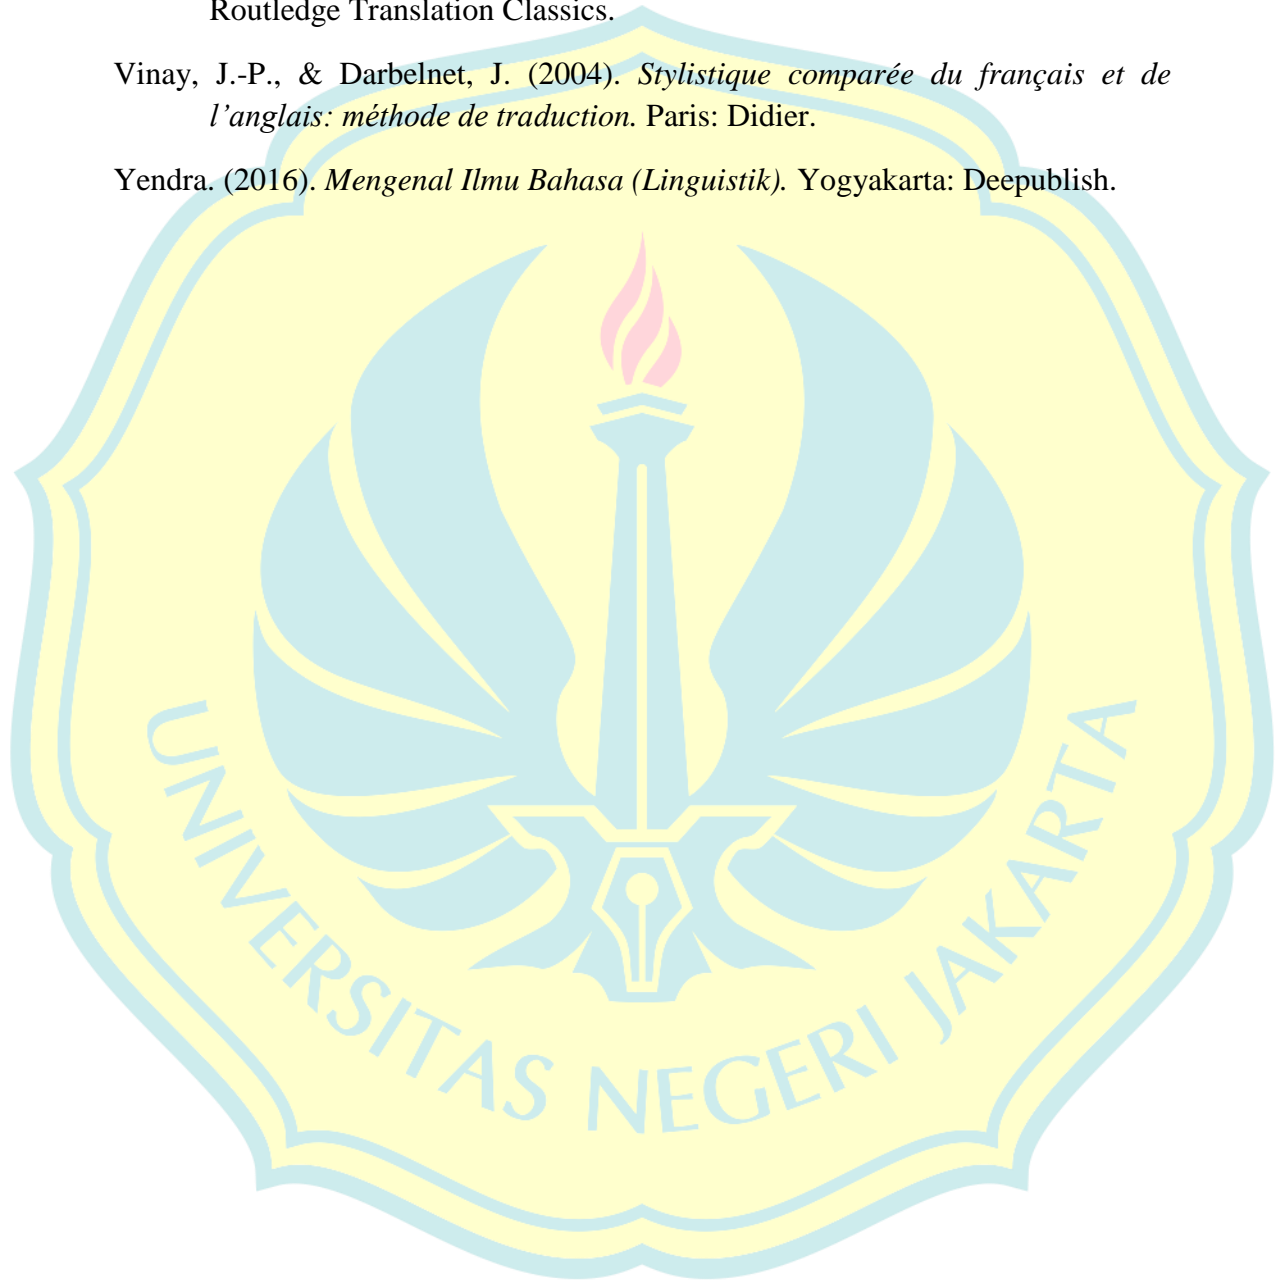 Routledge Translation Classics.
Vinay, J.-P., & Darbelnet, J. (2004). Stylistique comparée du français et de
l’anglais: méthode de traduction. Paris: Didier.
Yendra. (2016). Mengenal Ilmu Bahasa (Linguistik). Yogyakarta: Deepublish.
UNIVERSITAS NEGERI JAKARTA